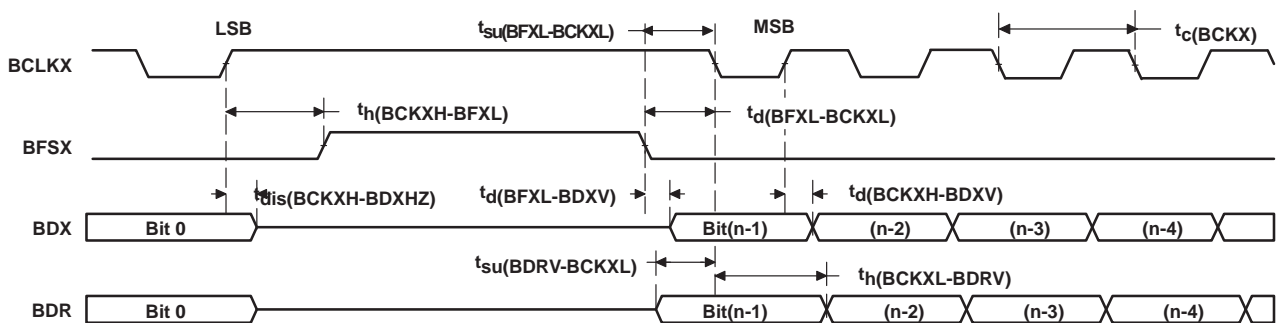 LSB
tsu(BFXL-BCKXL)
MSB
tc(BCKX)
BCLKX
th(BCKXH-BFXL)
td(BFXL-BCKXL)
BFSX
tdis(BCKXH-BDXHZ)
td(BFXL-BDXV)
td(BCKXH-BDXV)
BDX Bit 0 Bit(n-1) (n-2) (n-3) (n-4)
tsu(BDRV-BCKXL)
th(BCKXL-BDRV)
BDR Bit 0 Bit(n-1) (n-2) (n-3) (n-4)